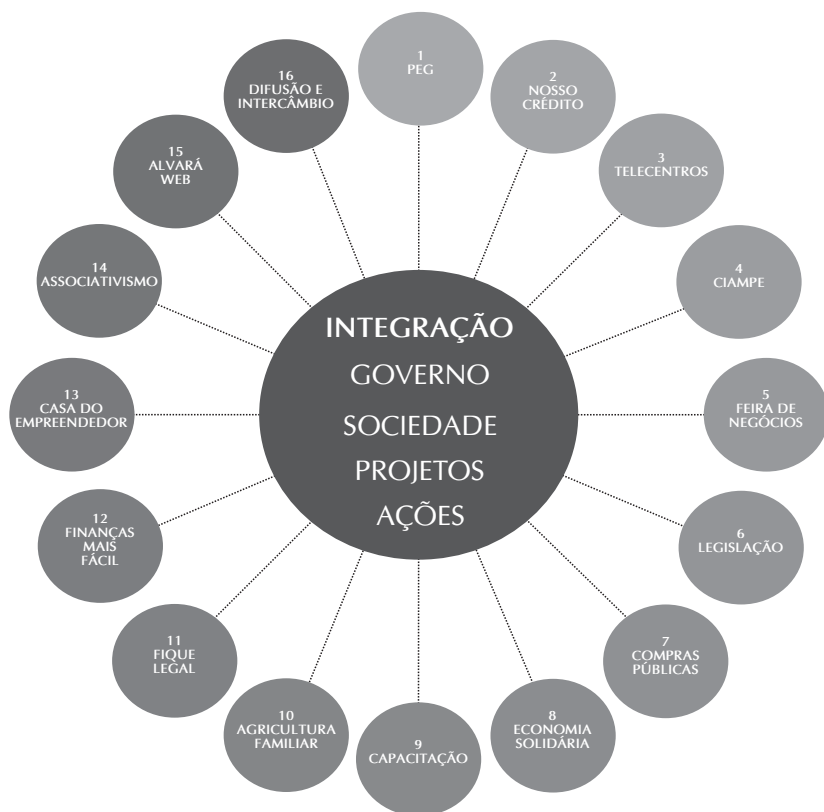 1
PEG
2
NOSSO
CRÉDITO
3
TELECENTROS
4
CIAMPE
5
FEIRA DE
NEGÓCIOS
6
LEGISLAÇÃO
7
COMPRAS
PÚBLICAS
8
ECONOMIA
SOLIDÁRIA
9
CAPACITAÇÃO
10
AGRICULTURA
FAMILIAR
11
FIQUE
LEGAL
12
FINANÇAS
MAIS
FÁCIL
13
CASA DO
EMPREENDEDOR
14
ASSOCIATIVISMO
15
ALVARÁ
WEB
16
DIFUSÃO E
INTERCÂMBIO
INTEGRAÇÃO
GOVERNO
SOCIEDADE
PROJETOS
AÇÕES